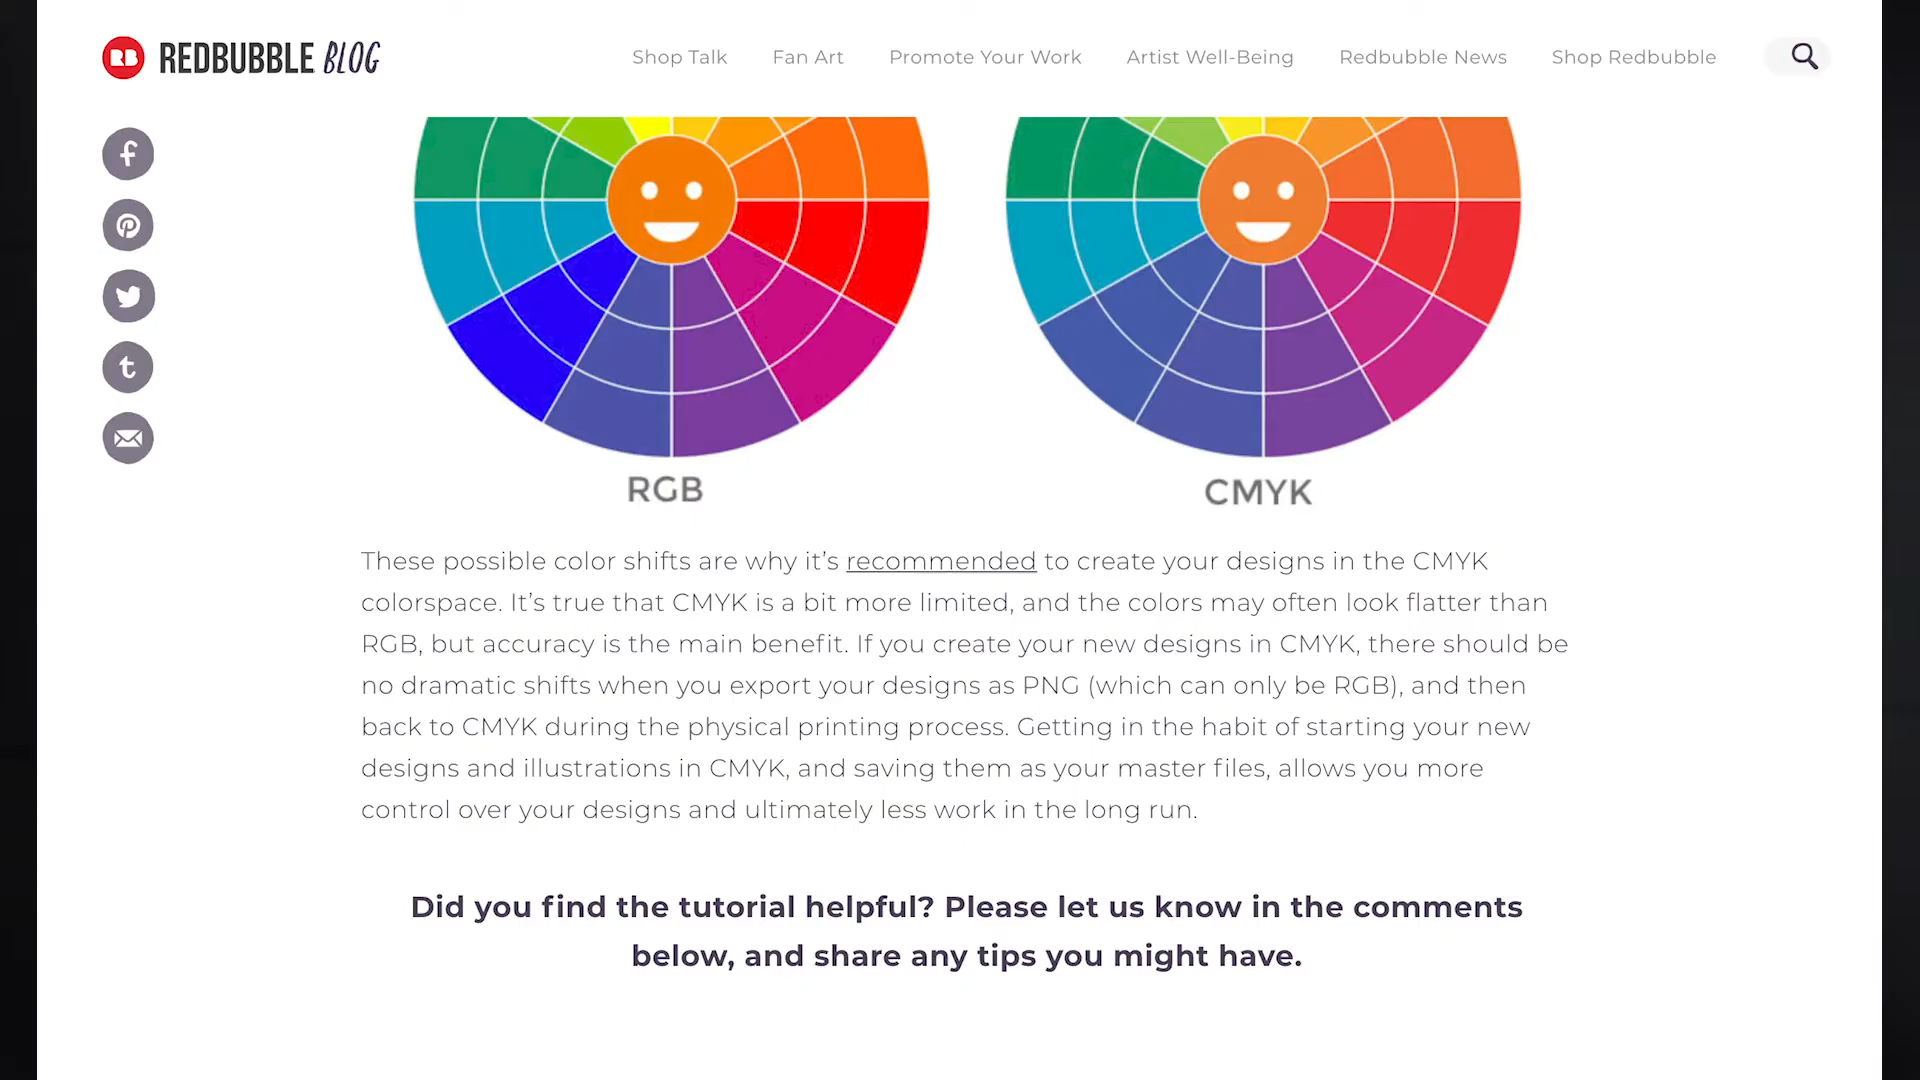 REDBUBBLE BLOG
Shop Talk
Fan Art
Promote Your Work
Artist Well-Being
Redbubble News
Shop Redbubble
RGB
CMYK
These possible color shifts are why it’s recommended to create your designs in the CMYK
colorspace. It’s true that CMYK is a bit more limited, and the colors may often look flatter than
RGB, but accuracy is the main benefit. If you create your new designs in CMYK, there should be
no dramatic shifts when you export your designs as PNG (which can only be RGB), and then
back to CMYK during the physical printing process. Getting in the habit of starting your new
designs and illustrations in CMYK, and saving them as your master files, allows you more
control over your designs and ultimately less work in the long run.
Did you find the tutorial helpful? Please let us know in the comments
below, and share any tips you might have.